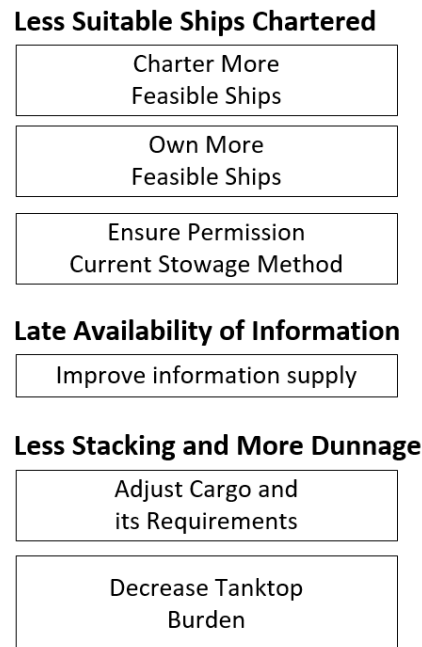 Less Suitable Ships Chartered
Charter More
Feasible Ships
Own More
Feasible Ships
Ensure Permission
Current Stowage Method
Late Availability of Information
Improve information supply
Less Stacking and More Dunnage
Adjust Cargo and
its Requirements
Decrease Tanktop
Burden